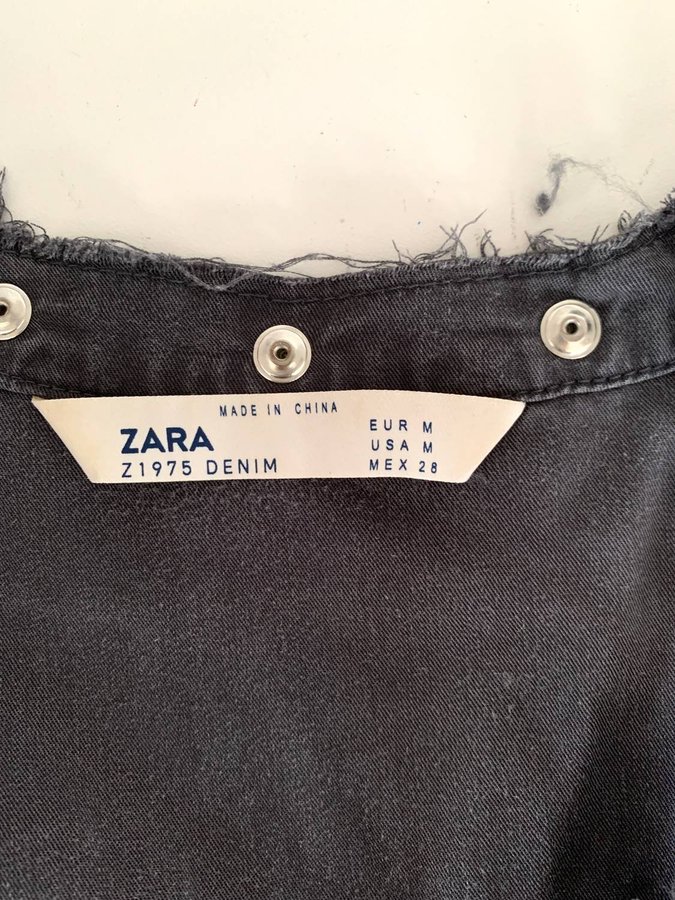 MADE IN CHINA
ZARA
Z1975 DENIM
EUR M
USA M
MEX 28